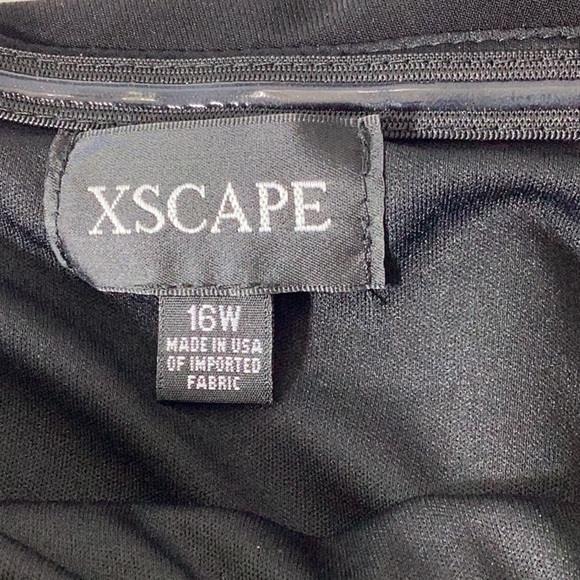 XSCAPE
16W
MADE IN USA
OF IMPORTED
FABRIC